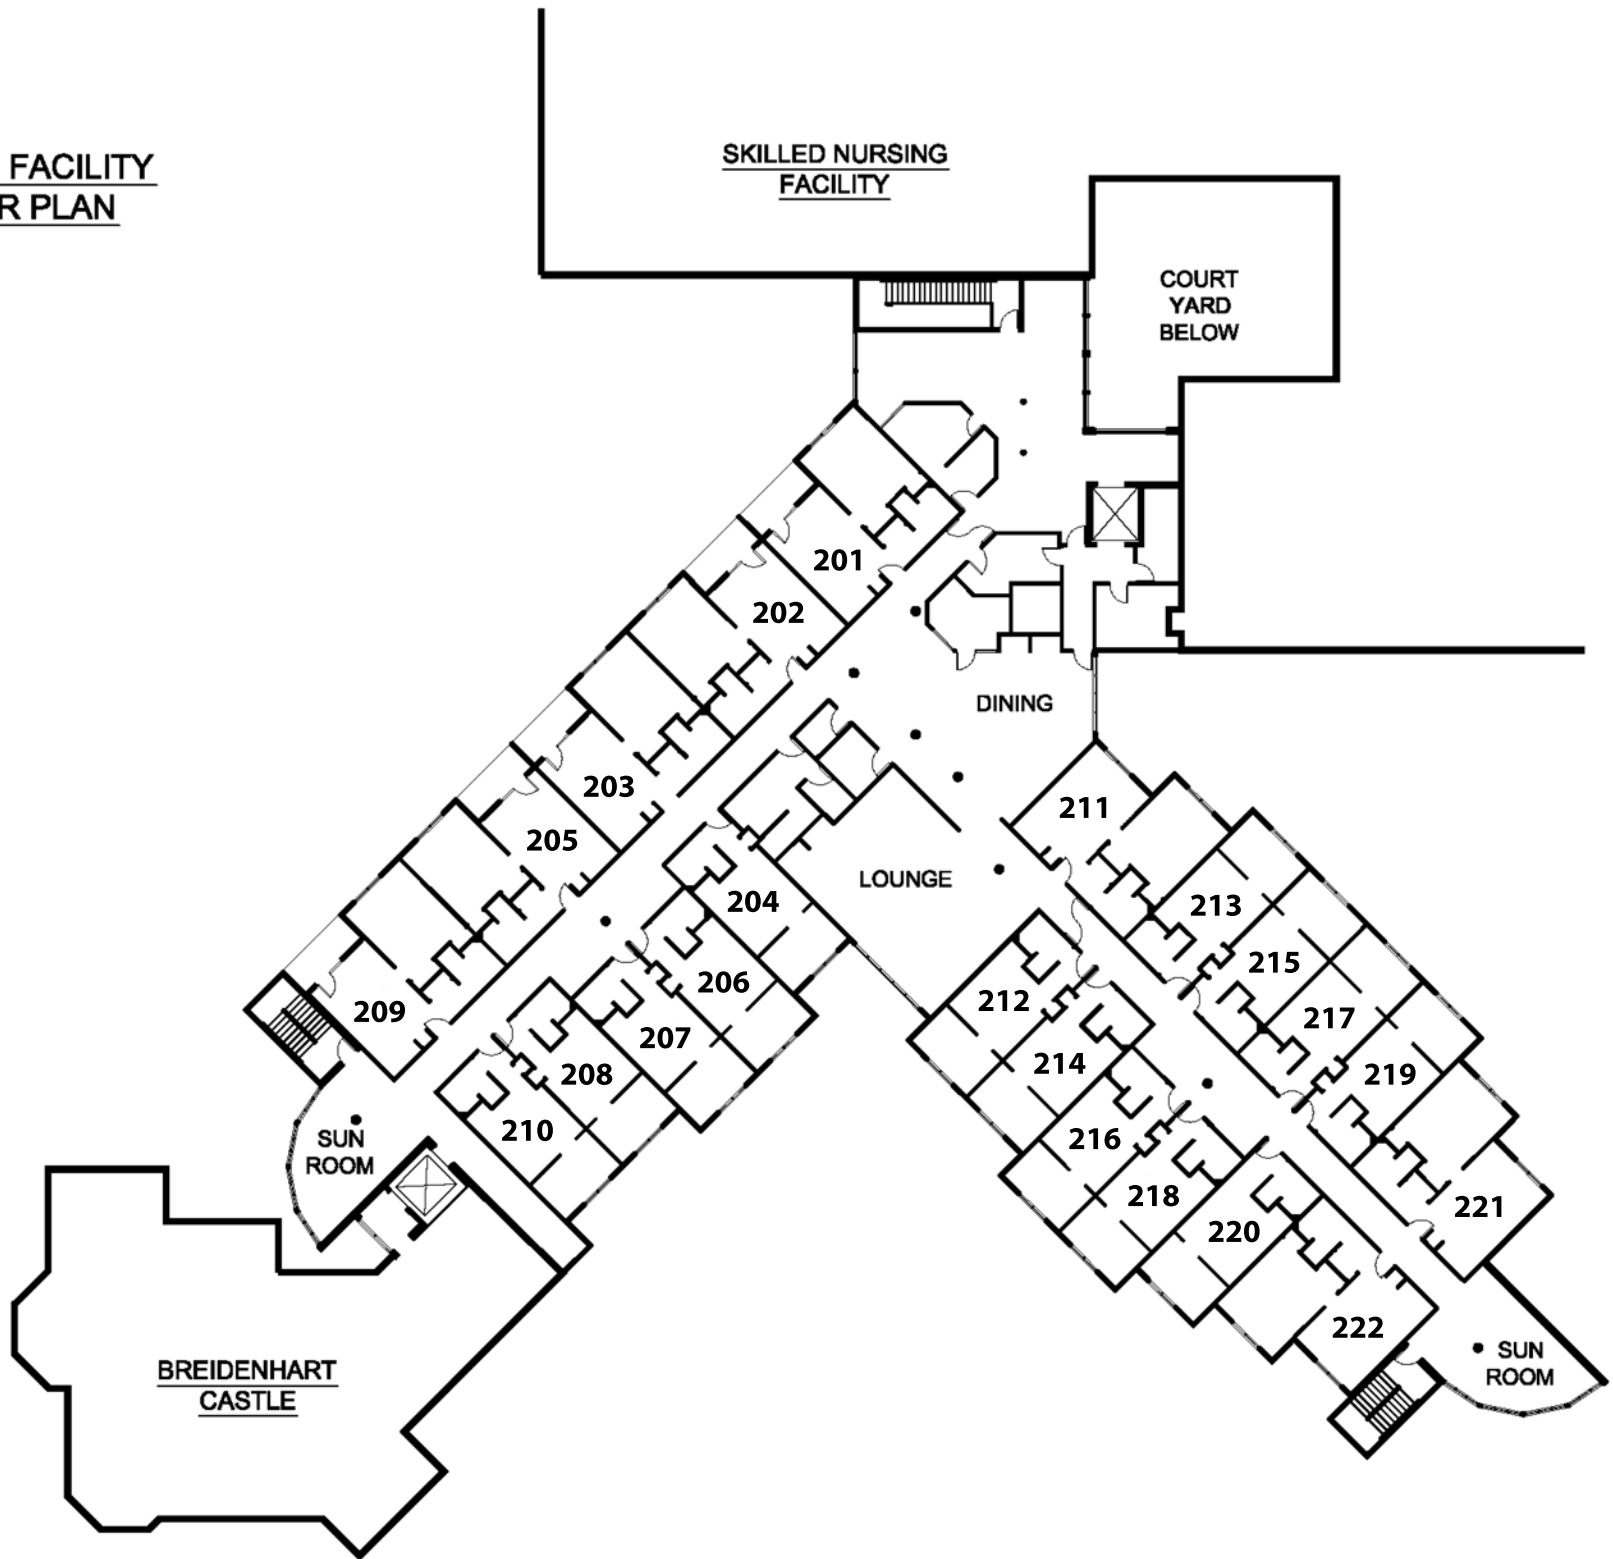 FACILITY
R PLAN
SKILLED NURSING
FACILITY
COURT
YARD
BELOW
201
202
DINING
203
211
205
LOUNGE
204
213
215
206
212
209
217
207
214
208
219
210
216
SUN
ROOM
218
221
220
222
SUN
ROOM
BREIDENHART
CASTLE